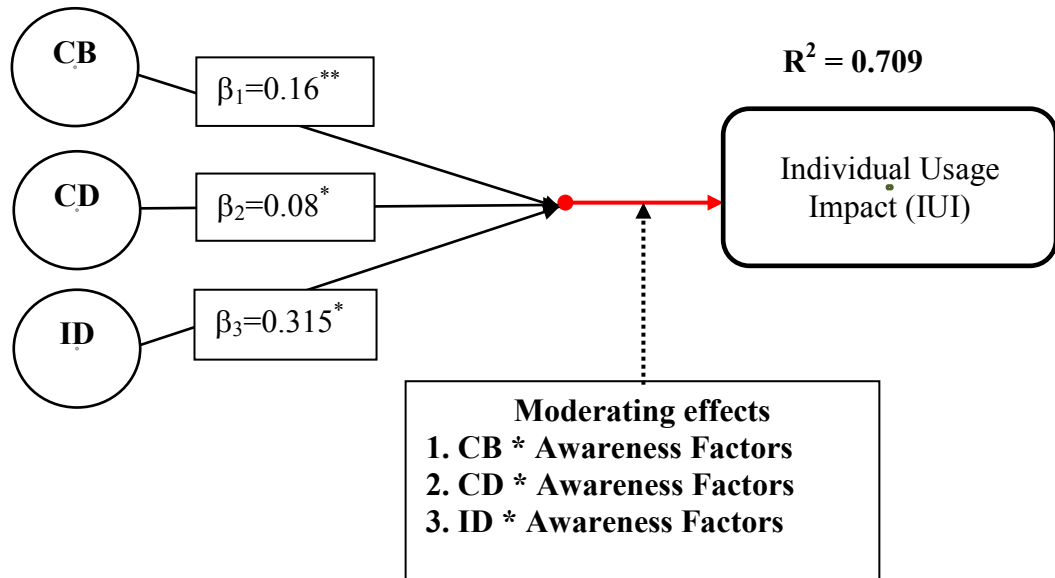 CB
β₁=0.16**
R² = 0.709
CD
β₂=0.08*
Individual Usage
Impact (IUI)
ID
β₃=0.315*
Moderating effects
1. CB * Awareness Factors
2. CD * Awareness Factors
3. ID * Awareness Factors